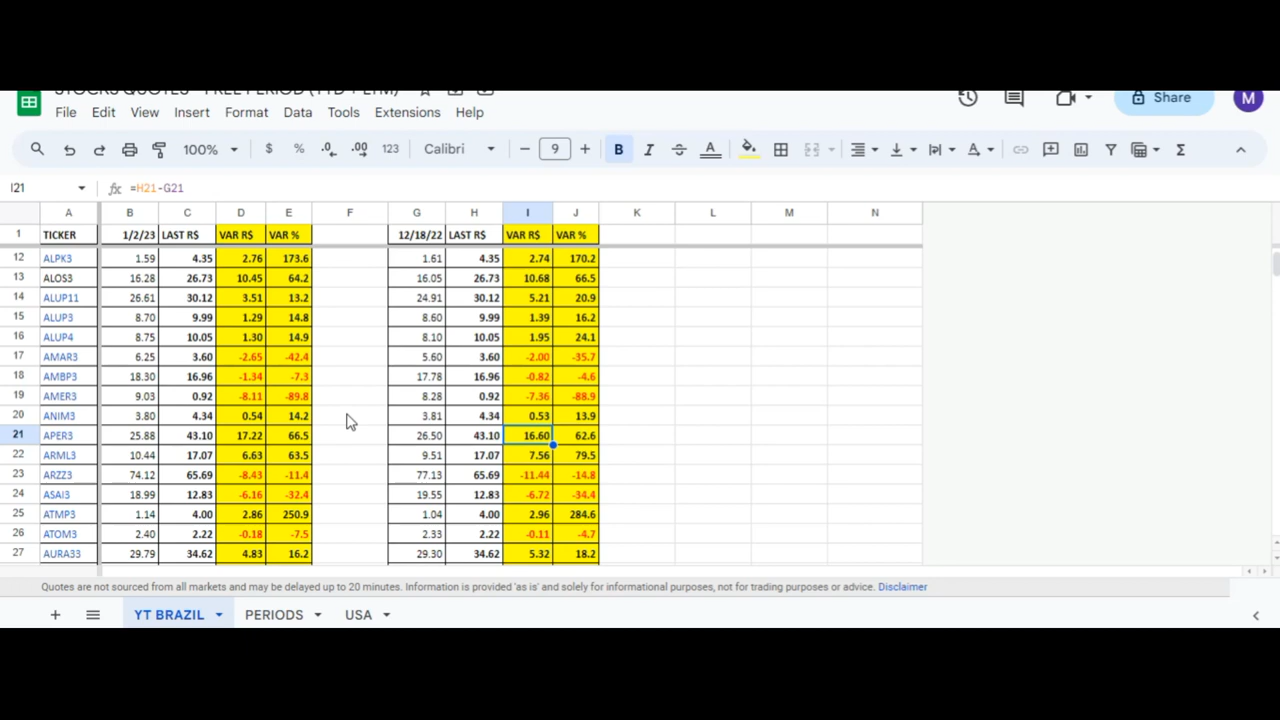 STOCKS QUOTES - FREE PERIOD (YTD + LTM)
File Edit View Insert Format Data Tools Extensions Help
Share M
100% $ % .0 .00 123 Calibri 9 B I A Σ
I21 fx =H21-G21
A B C D E F G H I J K L M N
1 TICKER 1/2/23 LAST R$ VAR R$ VAR % 12/18/22 LAST R$ VAR R$ VAR %
12 ALPK3 1.59 4.35 2.76 173.6 1.61 4.35 2.74 170.2
13 ALOS3 16.28 26.73 10.45 64.2 16.05 26.73 10.68 66.5
14 ALUP11 26.61 30.12 3.51 13.2 24.91 30.12 5.21 20.9
15 ALUP3 8.70 9.99 1.29 14.8 8.60 9.99 1.39 16.2
16 ALUP4 8.75 10.05 1.30 14.9 8.10 10.05 1.95 24.1
17 AMAR3 6.25 3.60 -2.65 -42.4 5.60 3.60 -2.00 -35.7
18 AMBP3 18.30 16.96 -1.34 -7.3 17.78 16.96 -0.82 -4.6
19 AMER3 9.03 0.92 -8.11 -89.8 8.28 0.92 -7.36 -88.9
20 ANIM3 3.80 4.34 0.54 14.2 3.81 4.34 0.53 13.9
21 APER3 25.88 43.10 17.22 66.5 26.50 43.10 16.60 62.6
22 ARML3 10.44 17.07 6.63 63.5 9.51 17.07 7.56 79.5
23 ARZZ3 74.12 65.69 -8.43 -11.4 77.13 65.69 -11.44 -14.8
24 ASAI3 18.99 12.83 -6.16 -32.4 19.55 12.83 -6.72 -34.4
25 ATMP3 1.14 4.00 2.86 250.9 1.04 4.00 2.96 284.6
26 ATOM3 2.40 2.22 -0.18 -7.5 2.33 2.22 -0.11 -4.7
27 AURA33 29.79 34.62 4.83 16.2 29.30 34.62 5.32 18.2
Quotes are not sourced from all markets and may be delayed up to 20 minutes. Information is provided 'as is' and solely for informational purposes, not for trading purposes or advice. Disclaimer
YT BRAZIL PERIODS USA